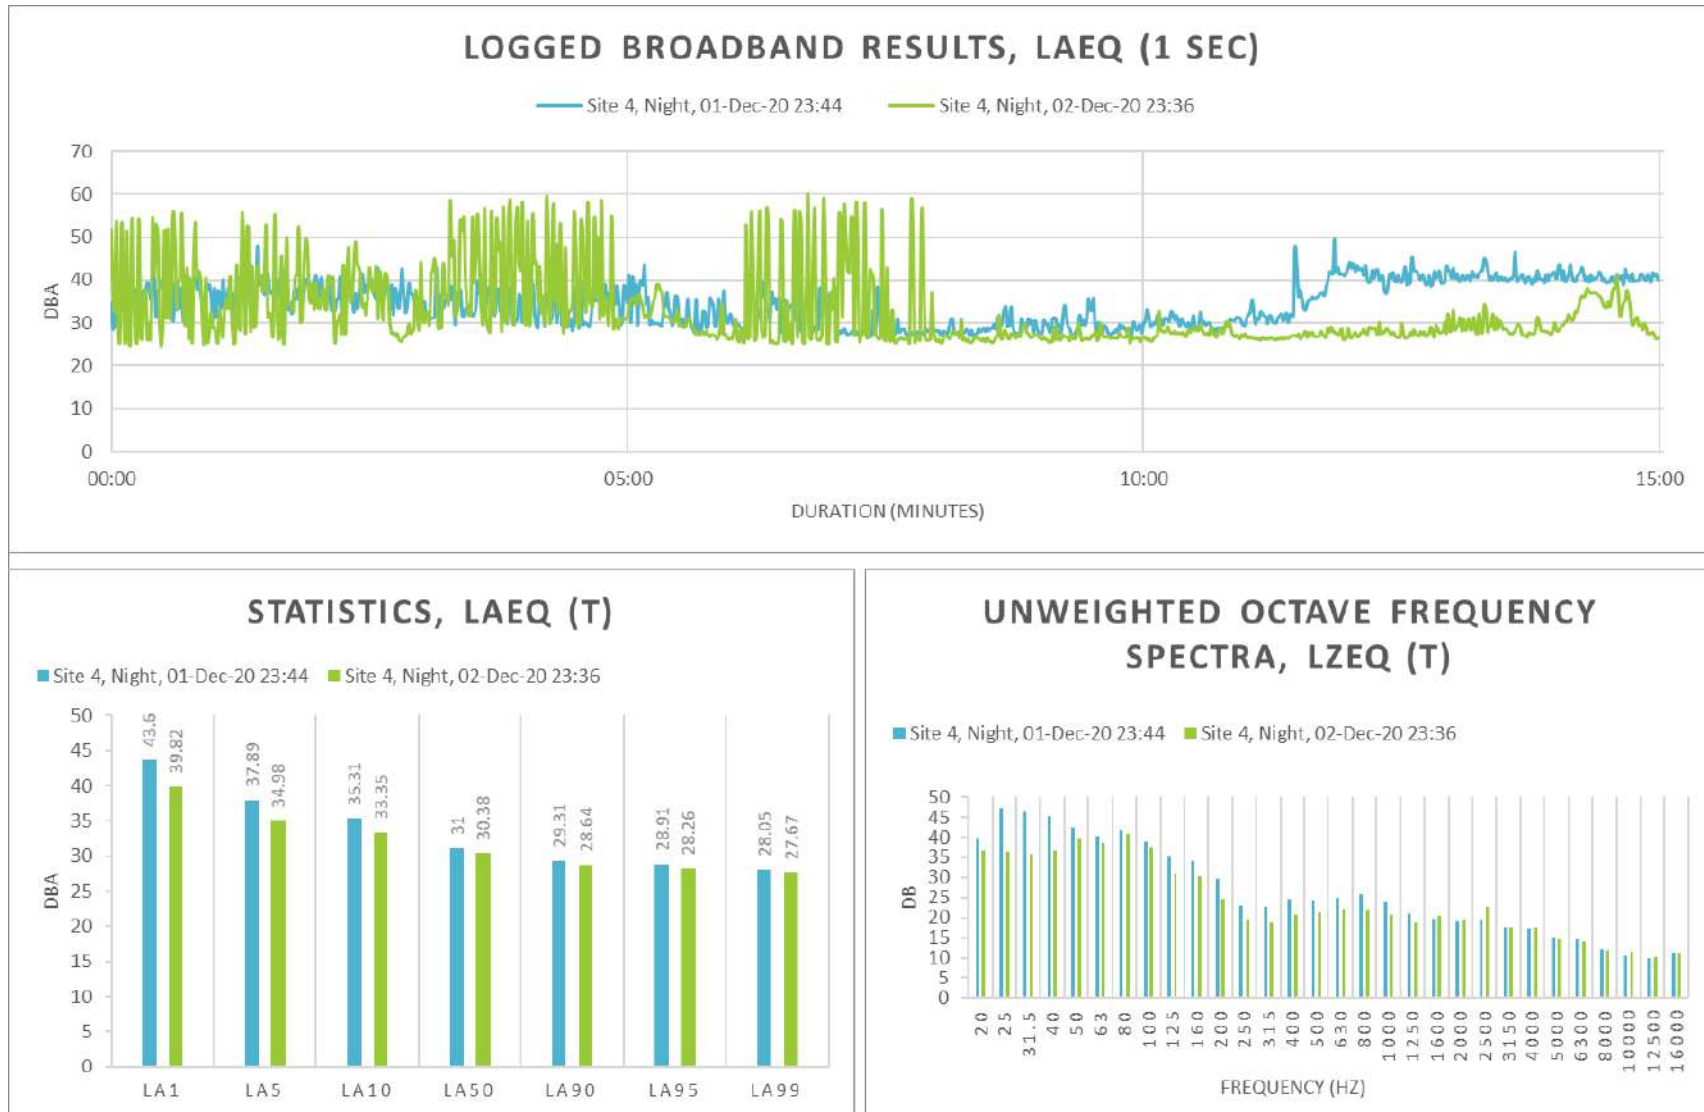 LOGGED BROADBAND RESULTS, LAEQ (1 SEC)
Site 4, Night, 01-Dec-20 23:44 Site 4, Night, 02-Dec-20 23:36
70
60
50
40
30
20
10
0
DBA
00:00 05:00 10:00 15:00
DURATION (MINUTES)
STATISTICS, LAEQ (T)
Site 4, Night, 01-Dec-20 23:44 Site 4, Night, 02-Dec-20 23:36
50
45
40
35
30
25
20
15
10
5
0
DBA
43.6 39.82 37.89 34.98 35.31 33.35 31 30.38 29.31 28.64 28.91 28.26 28.05 27.67
LA1 LA5 LA10 LA50 LA90 LA95 LA99
UNWEIGHTED OCTAVE FREQUENCY
SPECTRA, LZEQ (T)
Site 4, Night, 01-Dec-20 23:44 Site 4, Night, 02-Dec-20 23:36
50
45
40
35
30
25
20
15
10
5
0
DB
20 25 31.5 40 50 63 80 100 125 160 200 250 315 400 500 630 800 1000 1250 1600 2000 2500 3150 4000 5000 6300 8000 10000 12500 16000
FREQUENCY (HZ)